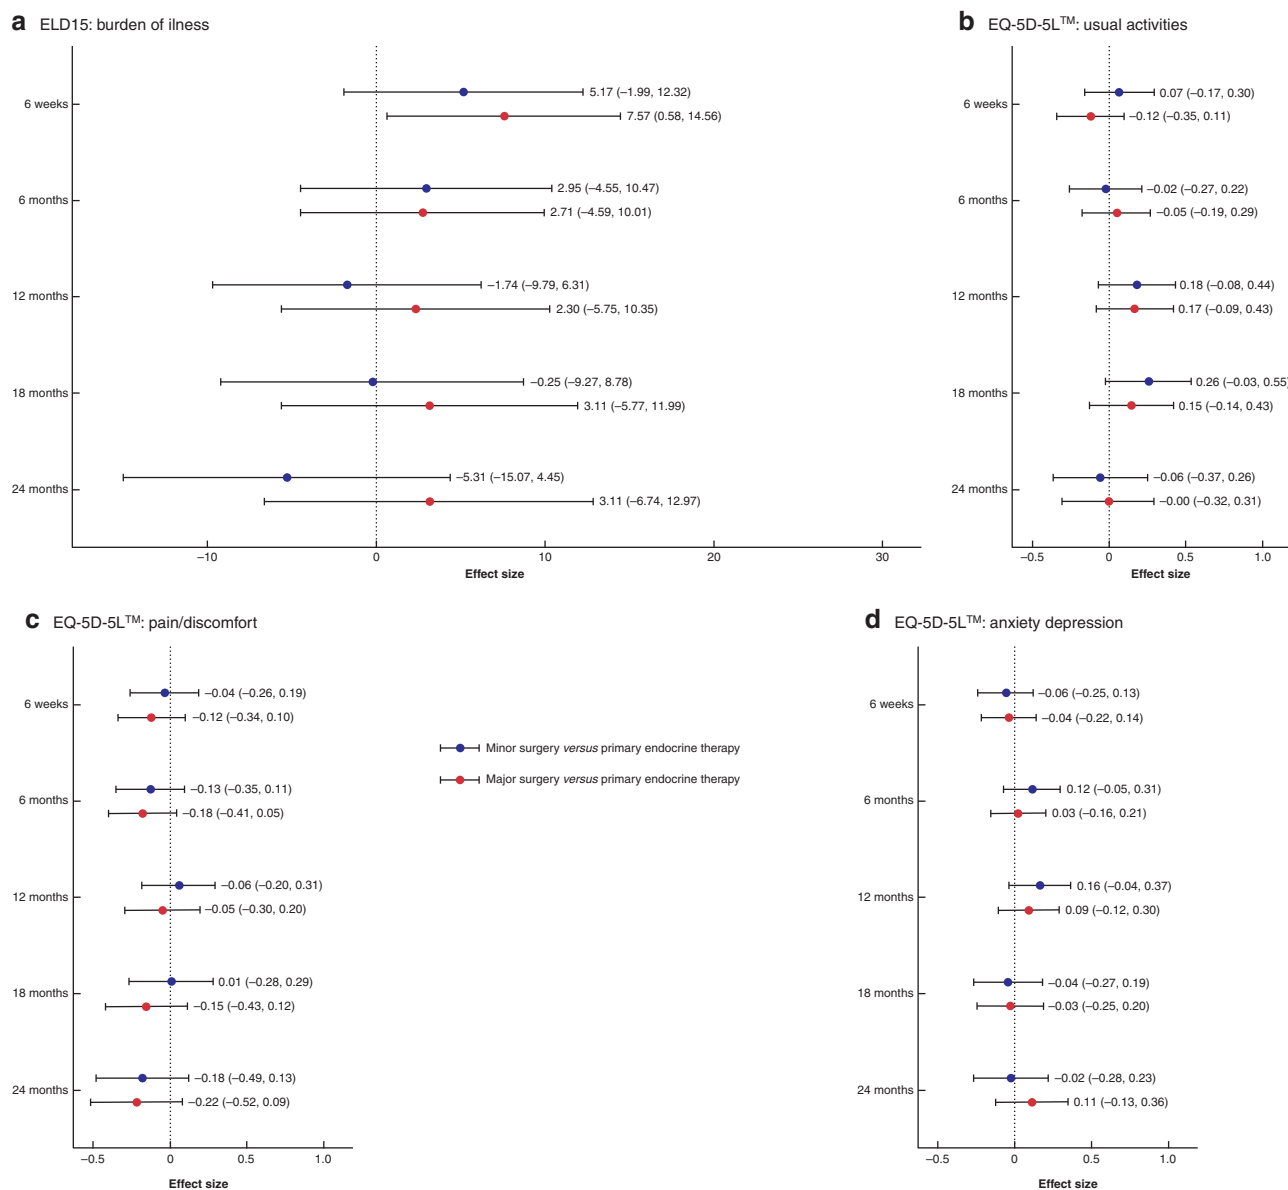 a ELD15: burden of ilness
6 weeks
5.17 (−1.99, 12.32)
7.57 (0.58, 14.56)
6 months
2.95 (−4.55, 10.47)
2.71 (−4.59, 10.01)
12 months
−1.74 (−9.79, 6.31)
2.30 (−5.75, 10.35)
18 months
−0.25 (−9.27, 8.78)
3.11 (−5.77, 11.99)
24 months
−5.31 (−15.07, 4.45)
3.11 (−6.74, 12.97)
−10 0 10 20 30
Effect size
b EQ-5D-5L™: usual activities
6 weeks
0.07 (−0.17, 0.30)
−0.12 (−0.35, 0.11)
6 months
−0.02 (−0.27, 0.22)
−0.05 (−0.19, 0.29)
12 months
0.18 (−0.08, 0.44)
0.17 (−0.09, 0.43)
18 months
0.26 (−0.03, 0.55)
0.15 (−0.14, 0.43)
24 months
−0.06 (−0.37, 0.26)
−0.00 (−0.32, 0.31)
−0.5 0 0.5 1.0
Effect size
c EQ-5D-5L™: pain/discomfort
6 weeks
−0.04 (−0.26, 0.19)
−0.12 (−0.34, 0.10)
6 months
−0.13 (−0.35, 0.11)
−0.18 (−0.41, 0.05)
12 months
−0.06 (−0.20, 0.31)
−0.05 (−0.30, 0.20)
18 months
0.01 (−0.28, 0.29)
−0.15 (−0.43, 0.12)
24 months
−0.18 (−0.49, 0.13)
−0.22 (−0.52, 0.09)
−0.5 0 0.5 1.0
Effect size
Minor surgery versus primary endocrine therapy
Major surgery versus primary endocrine therapy
d EQ-5D-5L™: anxiety depression
6 weeks
−0.06 (−0.25, 0.13)
−0.04 (−0.22, 0.14)
6 months
0.12 (−0.05, 0.31)
0.03 (−0.16, 0.21)
12 months
0.16 (−0.04, 0.37)
0.09 (−0.12, 0.30)
18 months
−0.04 (−0.27, 0.19)
−0.03 (−0.25, 0.20)
24 months
−0.02 (−0.28, 0.23)
0.11 (−0.13, 0.36)
−0.5 0 0.5 1.0
Effect size